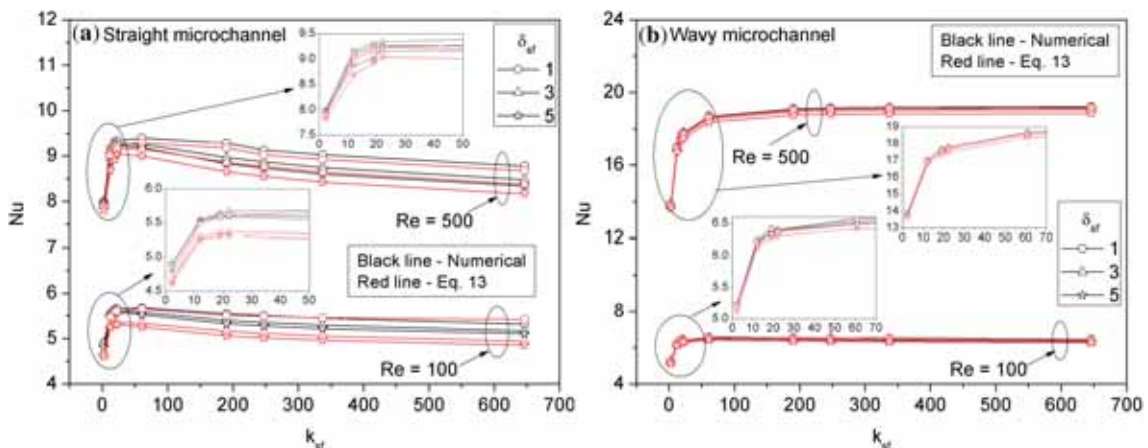 (a) Straight microchannel
δsf
1
3
5
Re = 500
Black line - Numerical
Red line - Eq. 13
Re = 100
Nu
12
11
10
9
8
7
6
5
4
0 100 200 300 400 500 600 700
ksf
9.5
9.0
8.5
8.0
7.5
0 10 20 30 40 50
6.0
5.5
5.0
4.5
0 10 20 30 40 50
(b) Wavy microchannel
Black line - Numerical
Red line - Eq. 13
Re = 500
δsf
1
3
5
Re = 100
Nu
24
20
16
12
8
4
0 100 200 300 400 500 600 700
ksf
19
18
17
16
15
14
13
0 10 20 30 40 50 60 70
6.5
6.0
5.5
5.0
0 10 20 30 40 50 60 70